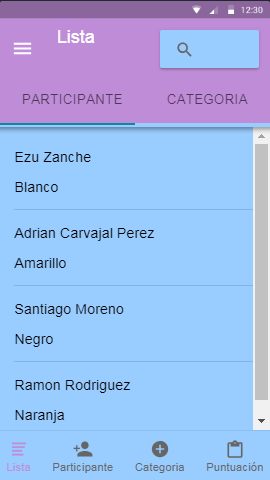 12:30
Lista
PARTICIPANTE CATEGORIA
Ezu Zanche
Blanco
Adrian Carvajal Perez
Amarillo
Santiago Moreno
Negro
Ramon Rodriguez
Naranja
Lista Participante Categoria Puntuación